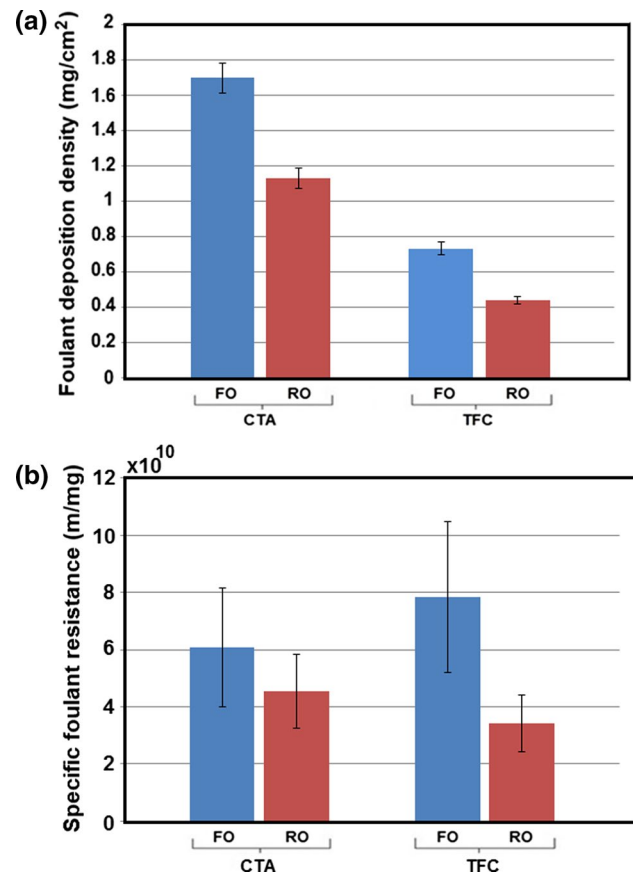 (a)
Foulant deposition density (mg/cm²)
2
1.8
1.6
1.4
1.2
1
0.8
0.6
0.4
0.2
0
FO RO FO RO
CTA TFC
(b)
x10¹⁰
Specific foulant resistance (m/mg)
12
10
8
6
4
2
0
FO RO FO RO
CTA TFC